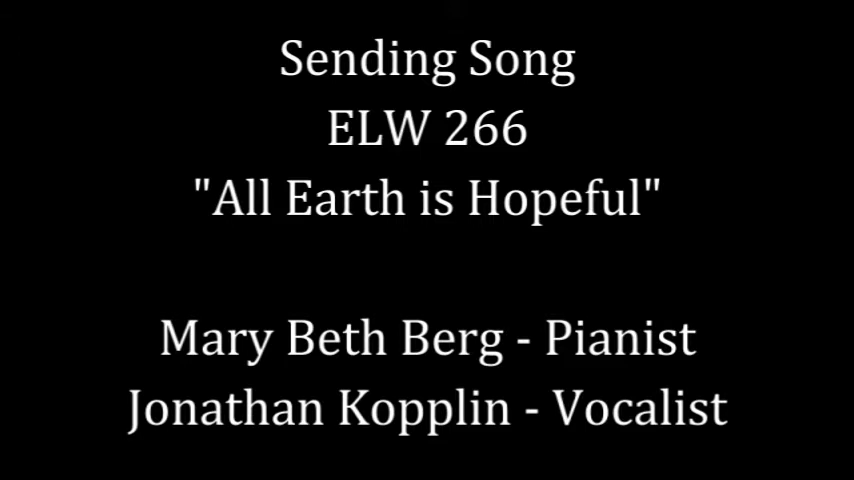 Sending Song
ELW 266
"All Earth is Hopeful"
Mary Beth Berg - Pianist
Jonathan Kopplin - Vocalist